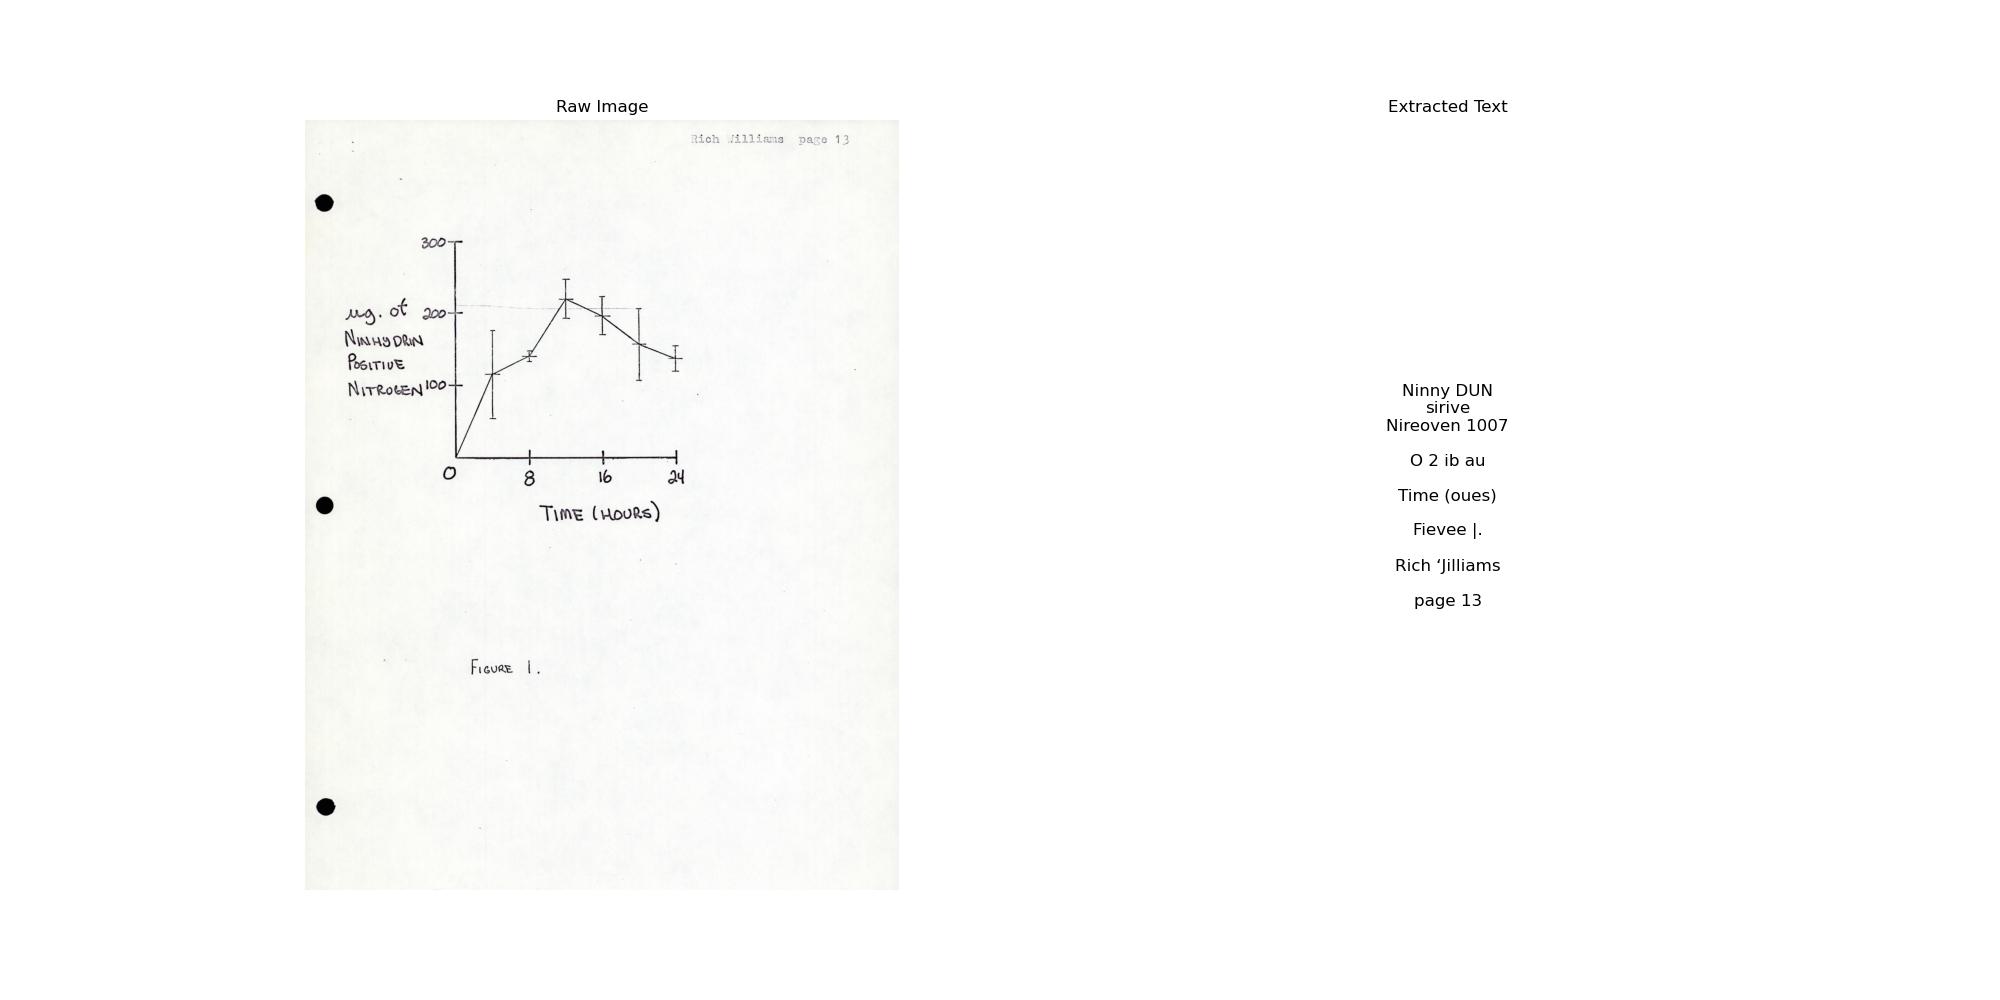 Raw Image
Rich Williams page 13
300
200
100
ug. of
NINHYDRIN
POSITIVE
NITROGEN
0 8 16 24
TIME (HOURS)
FIGURE 1.
Extracted Text
Ninny DUN
sirive
Nireoven 1007
O 2 ib au
Time (oues)
Fievee |.
Rich ‘Jilliams
page 13